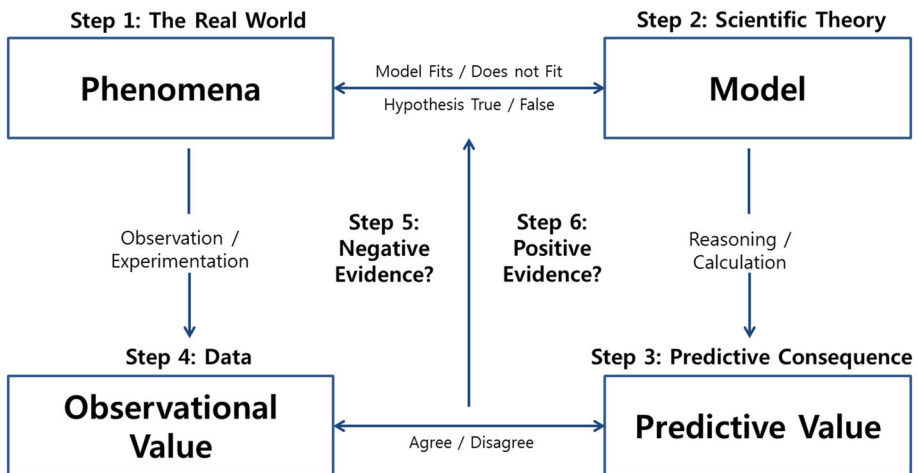 Step 1: The Real World
Step 2: Scientific Theory
Phenomena
Model Fits / Does not Fit
Hypothesis True / False
Model
Observation /
Experimentation
Step 5:
Negative
Evidence?
Step 6:
Positive
Evidence?
Reasoning /
Calculation
Step 4: Data
Step 3: Predictive Consequence
Observational
Value
Agree / Disagree
Predictive Value